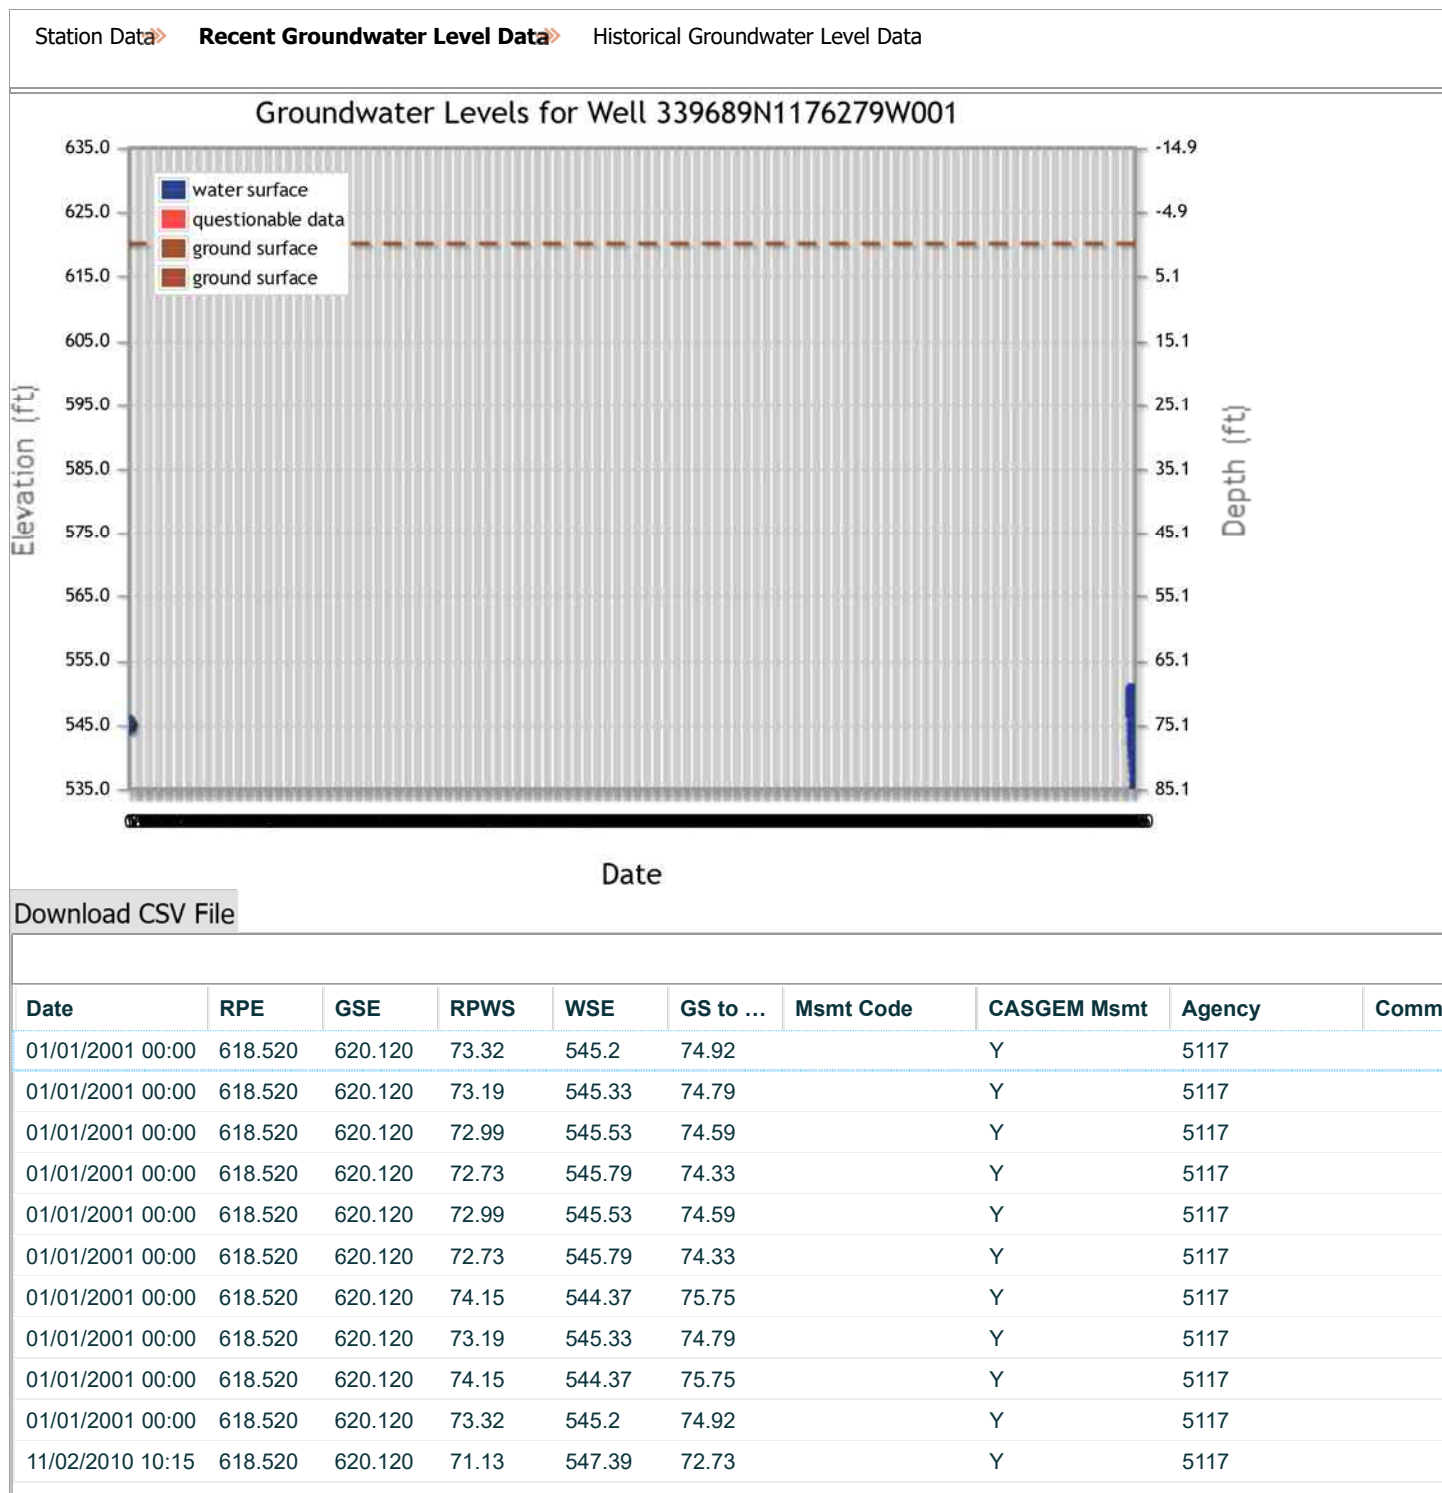 Station Data Recent Groundwater Level Data Historical Groundwater Level Data
Groundwater Levels for Well 339689N1176279W001
635.0 -14.9
water surface
625.0 -4.9
questionable data
ground surface
615.0 ground surface 5.1
605.0 15.1
595.0 25.1
585.0 35.1
575.0 45.1
565.0 55.1
555.0 65.1
545.0 75.1
535.0 85.1
Elevation (ft)
Depth (ft)
Date
Download CSV File
Date RPE GSE RPWS WSE GS to ... Msmt Code CASGEM Msmt Agency Comm
01/01/2001 00:00 618.520 620.120 73.32 545.2 74.92 Y 5117
01/01/2001 00:00 618.520 620.120 73.19 545.33 74.79 Y 5117
01/01/2001 00:00 618.520 620.120 72.99 545.53 74.59 Y 5117
01/01/2001 00:00 618.520 620.120 72.73 545.79 74.33 Y 5117
01/01/2001 00:00 618.520 620.120 72.99 545.53 74.59 Y 5117
01/01/2001 00:00 618.520 620.120 72.73 545.79 74.33 Y 5117
01/01/2001 00:00 618.520 620.120 74.15 544.37 75.75 Y 5117
01/01/2001 00:00 618.520 620.120 73.19 545.33 74.79 Y 5117
01/01/2001 00:00 618.520 620.120 74.15 544.37 75.75 Y 5117
01/01/2001 00:00 618.520 620.120 73.32 545.2 74.92 Y 5117
11/02/2010 10:15 618.520 620.120 71.13 547.39 72.73 Y 5117